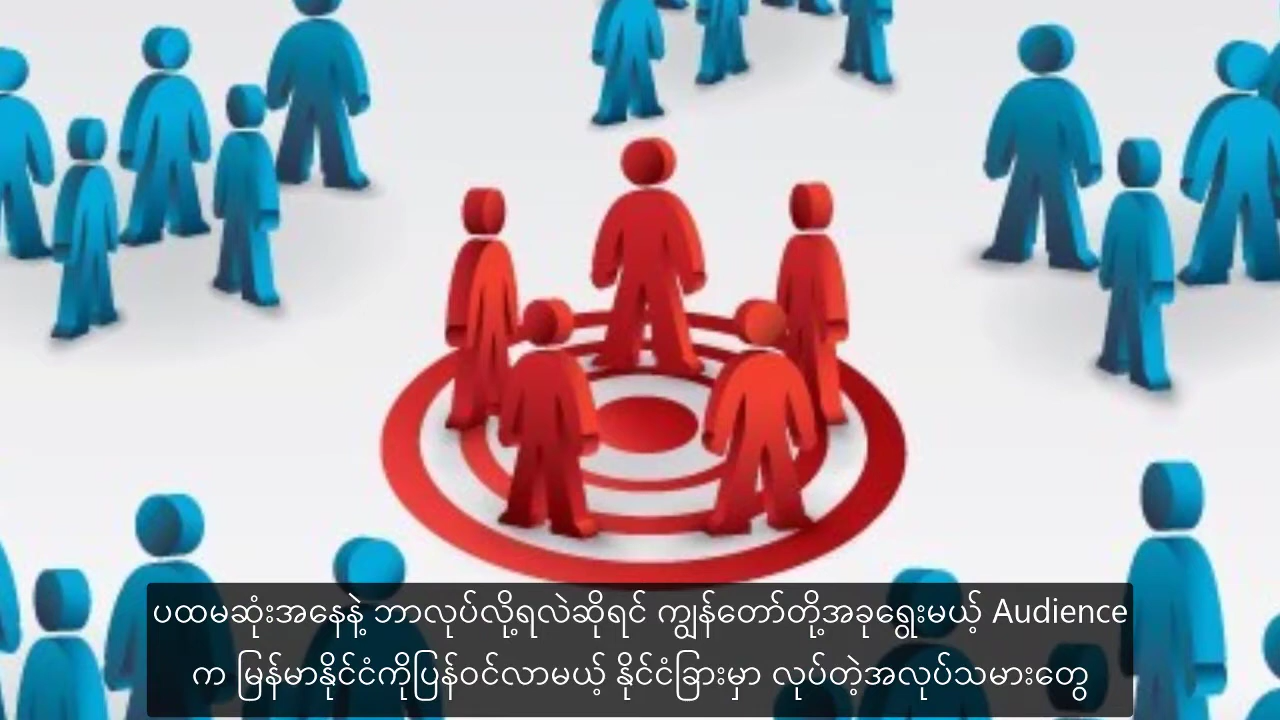 ပထမဆုံးအနေနဲ့ ဘာလုပ်လို့ရလဲဆိုရင် ကျွန်တော်တို့အခုရွေးမယ့် Audience
က မြန်မာနိုင်ငံကိုပြန်ဝင်လာမယ့် နိုင်ငံခြားမှာ လုပ်တဲ့အလုပ်သမားတွေ